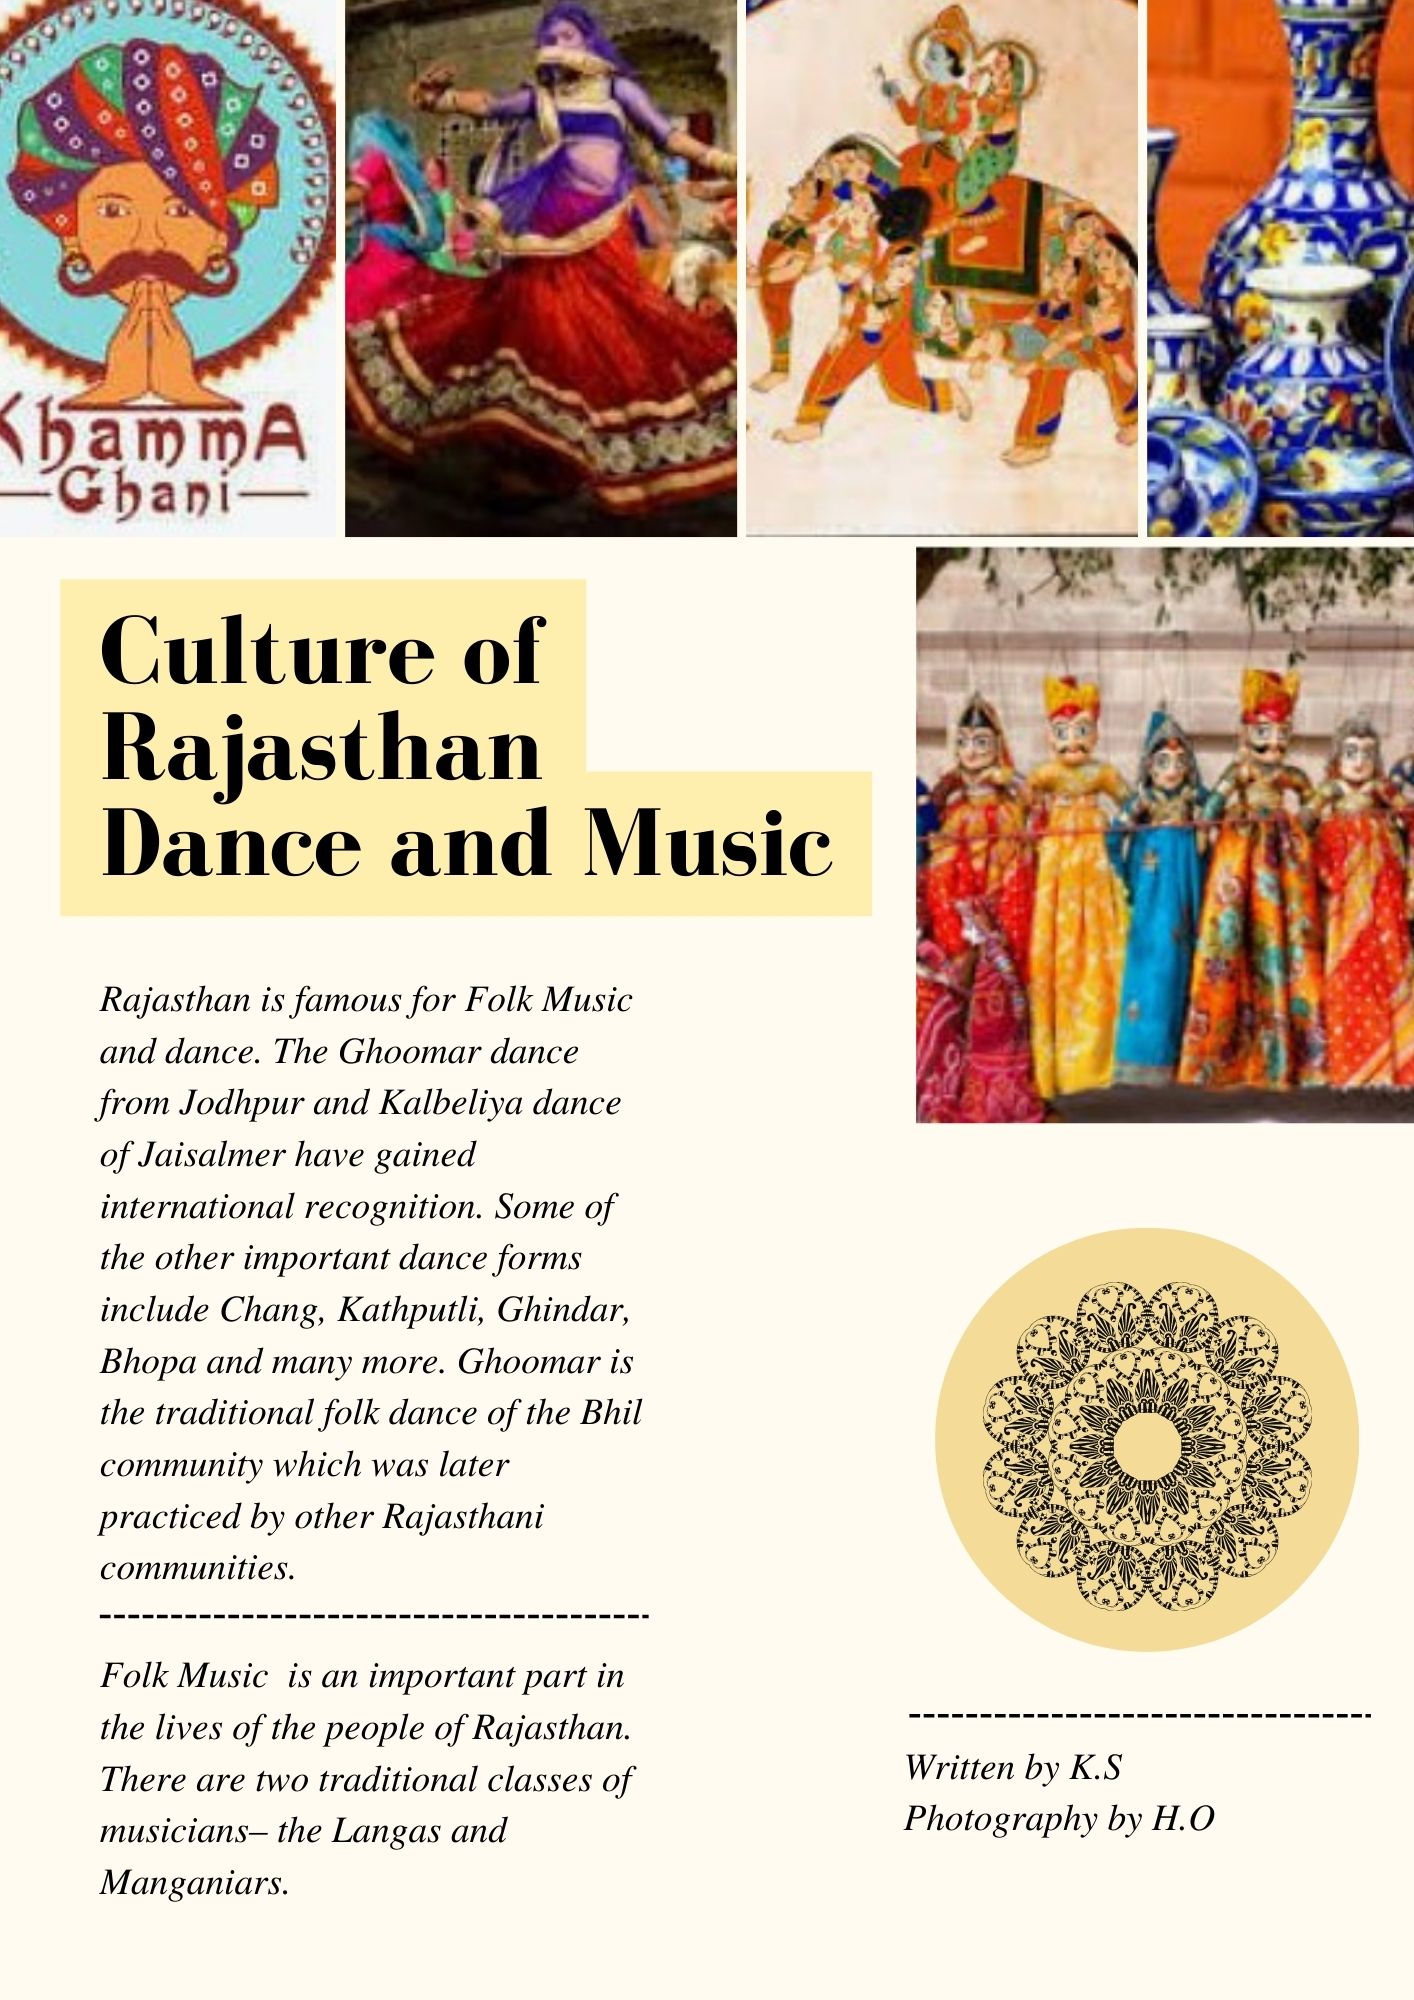 KhammA
Ghani
Culture of
Rajasthan
Dance and Music
Rajasthan is famous for Folk Music
and dance. The Ghoomar dance
from Jodhpur and Kalbeliya dance
of Jaisalmer have gained
international recognition. Some of
the other important dance forms
include Chang, Kathputli, Ghindar,
Bhopa and many more. Ghoomar is
the traditional folk dance of the Bhil
community which was later
practiced by other Rajasthani
communities.
Folk Music  is an important part in
the lives of the people of Rajasthan.
There are two traditional classes of
musicians– the Langas and
Manganiars.
Written by K.S
Photography by H.O